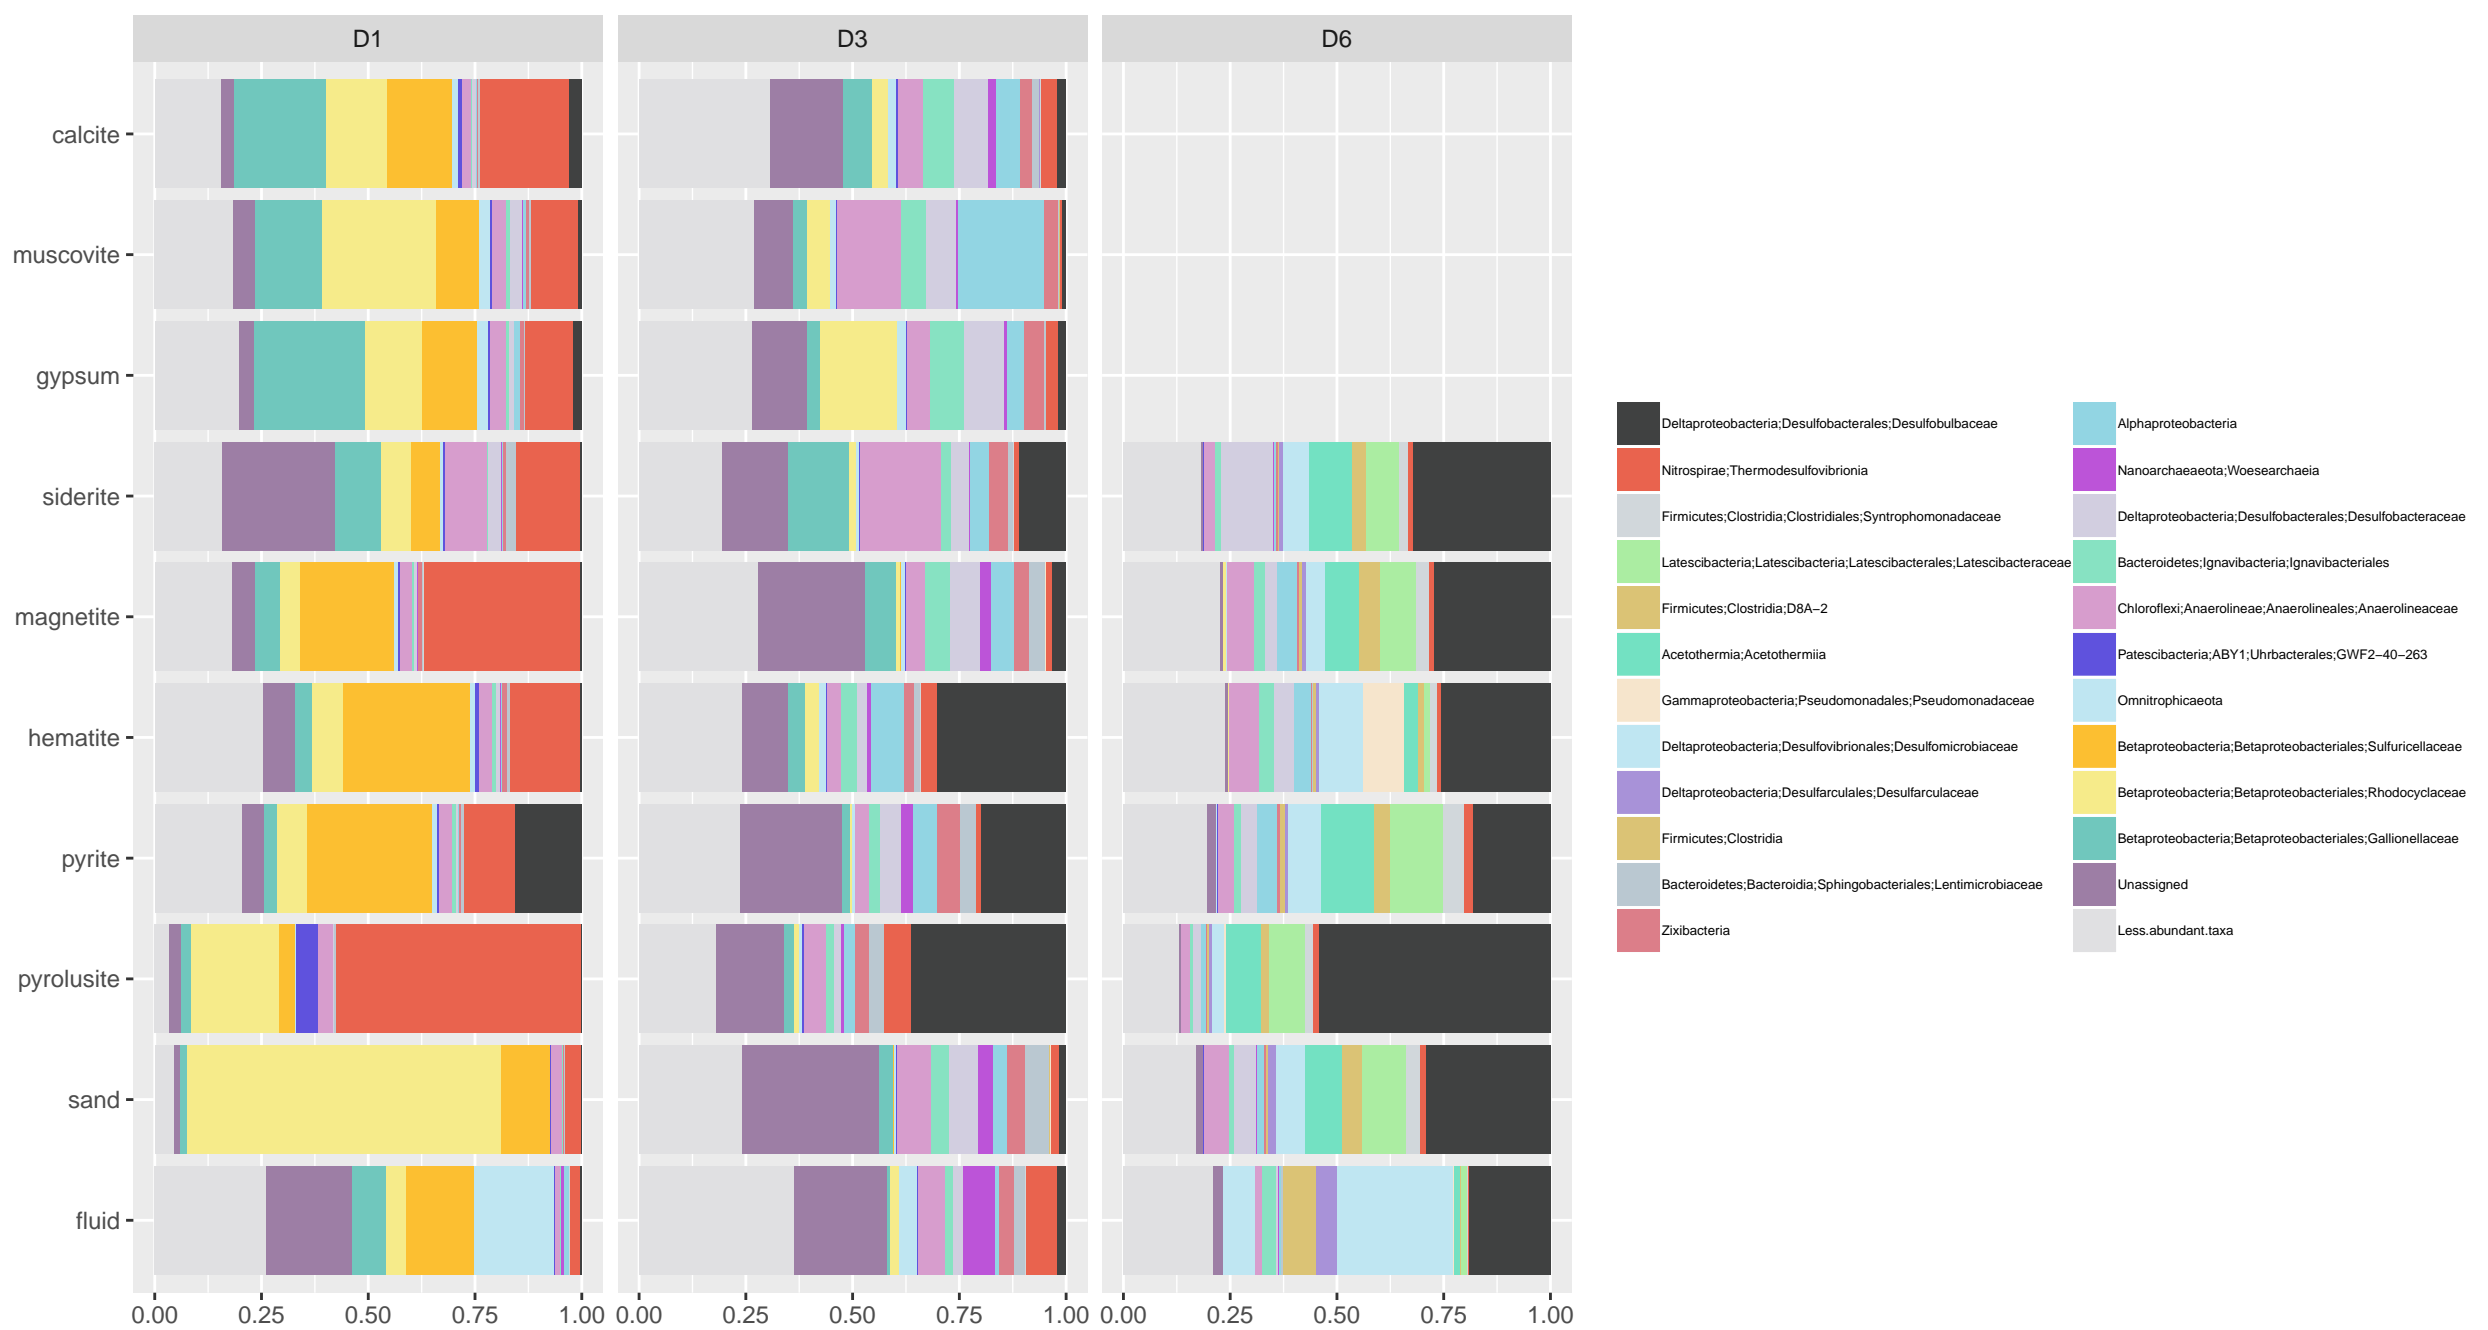 D1 D3 D6
calcite
muscovite
gypsum
siderite
magnetite
hematite
pyrite
pyrolusite
sand
fluid
0.00 0.25 0.50 0.75 1.00 0.00 0.25 0.50 0.75 1.00 0.00 0.25 0.50 0.75 1.00
Deltaproteobacteria;Desulfobacterales;Desulfobulbaceae
Nitrospirae;Thermodesulfovibrionia
Firmicutes;Clostridia;Clostridiales;Syntrophomonadaceae
Latescibacteria;Latescibacteria;Latescibacterales;Latescibacteraceae
Firmicutes;Clostridia;D8A−2
Acetothermia;Acetothermiia
Gammaproteobacteria;Pseudomonadales;Pseudomonadaceae
Deltaproteobacteria;Desulfovibrionales;Desulfomicrobiaceae
Deltaproteobacteria;Desulfarculales;Desulfarculaceae
Firmicutes;Clostridia
Bacteroidetes;Bacteroidia;Sphingobacteriales;Lentimicrobiaceae
Zixibacteria
Alphaproteobacteria
Nanoarchaeaeota;Woesearchaeia
Deltaproteobacteria;Desulfobacterales;Desulfobacteraceae
Bacteroidetes;Ignavibacteria;Ignavibacteriales
Chloroflexi;Anaerolineae;Anaerolineales;Anaerolineaceae
Patescibacteria;ABY1;Uhrbacterales;GWF2−40−263
Omnitrophicaeota
Betaproteobacteria;Betaproteobacteriales;Sulfuricellaceae
Betaproteobacteria;Betaproteobacteriales;Rhodocyclaceae
Betaproteobacteria;Betaproteobacteriales;Gallionellaceae
Unassigned
Less.abundant.taxa